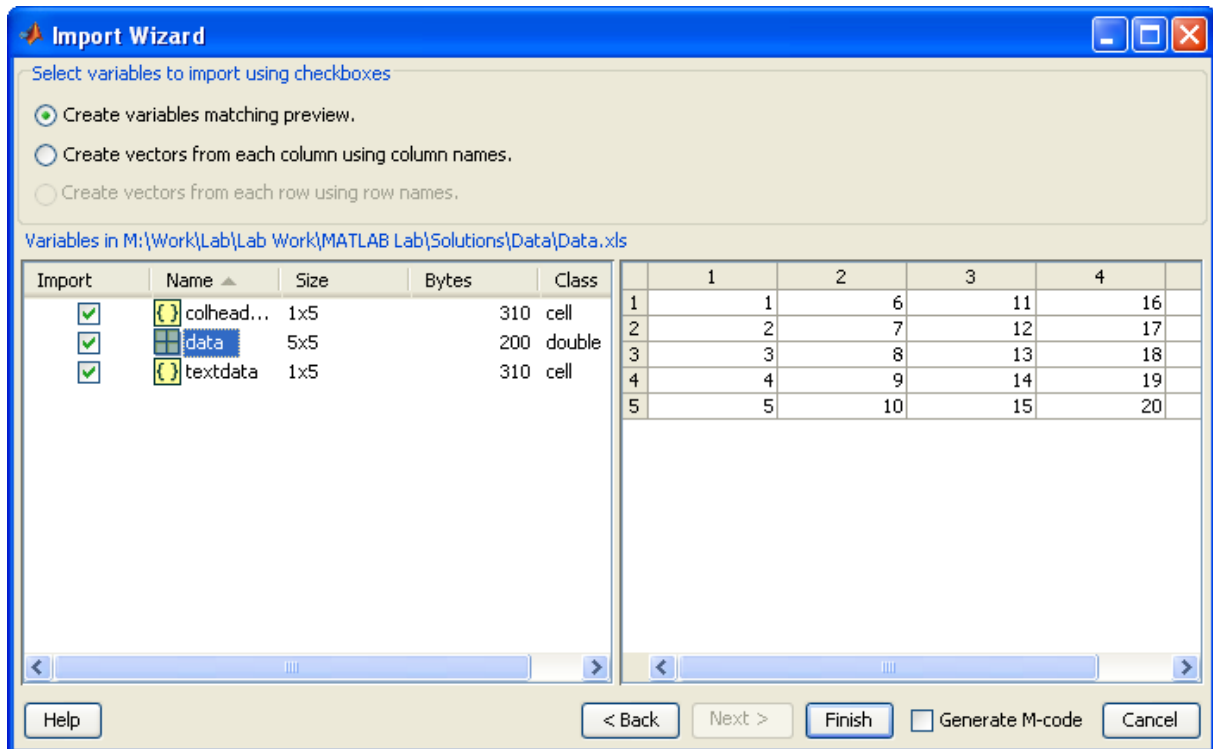 Import Wizard
Select variables to import using checkboxes
Create variables matching preview.
Create vectors from each column using column names.
Create vectors from each row using row names.
Variables in M:\Work\Lab\Lab Work\MATLAB Lab\Solutions\Data\Data.xls
Import Name Size Bytes Class
colhead... 1x5 310 cell
data 5x5 200 double
textdata 1x5 310 cell
1 2 3 4
1 1 6 11 16
2 2 7 12 17
3 3 8 13 18
4 4 9 14 19
5 5 10 15 20
Help < Back Next > Finish Generate M-code Cancel